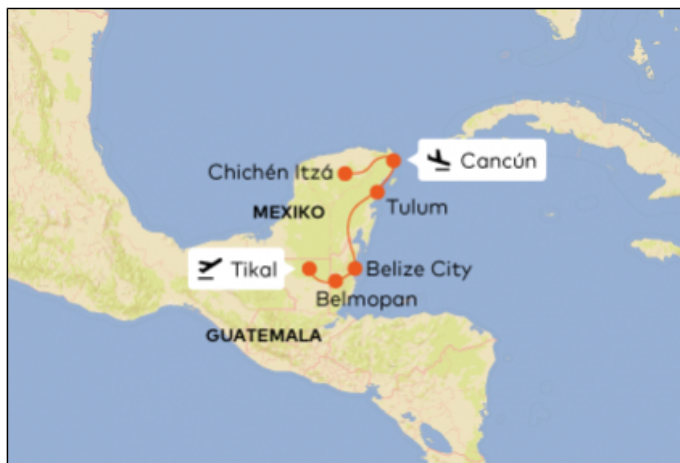 Cancún
Chichén Itzá
Tulum
MEXIKO
Tikal
Belize City
Belmopan
GUATEMALA